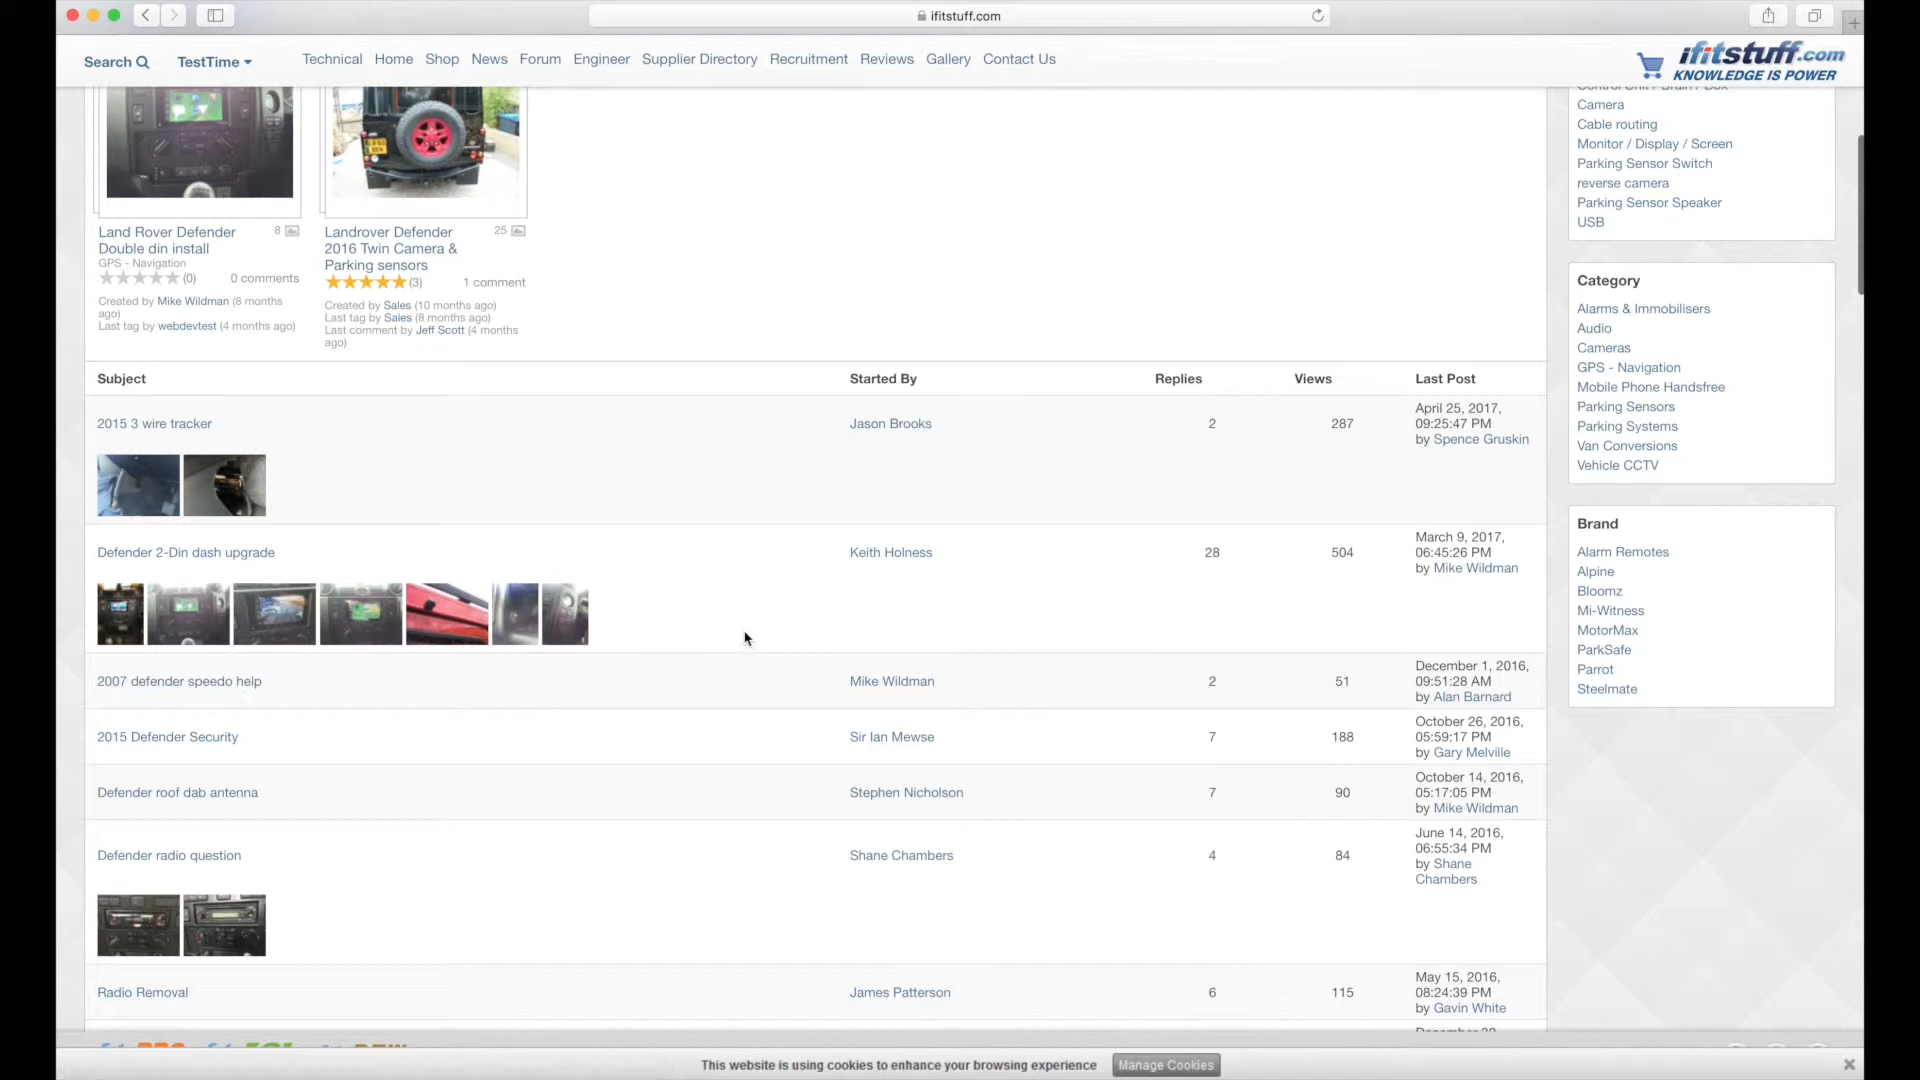 ifitstuff.com
Search
TestTime
Technical Home Shop News Forum Engineer Supplier Directory Recruitment Reviews Gallery Contact Us
ifitstuff.com
KNOWLEDGE IS POWER
Land Rover Defender
Double din install
8
GPS - Navigation
(0)
0 comments
Created by Mike Wildman (8 months
ago)
Last tag by webdevtest (4 months ago)
Landrover Defender
2016 Twin Camera &
Parking sensors
25
(3)
1 comment
Created by Sales (10 months ago)
Last tag by Sales (8 months ago)
Last comment by Jeff Scott (4 months
ago)
Subject Started By Replies Views Last Post
2015 3 wire tracker Jason Brooks 2 287
April 25, 2017,
09:25:47 PM
by Spence Gruskin
Defender 2-Din dash upgrade Keith Holness 28 504
March 9, 2017,
06:45:26 PM
by Mike Wildman
2007 defender speedo help Mike Wildman 2 51
December 1, 2016,
09:51:28 AM
by Alan Barnard
2015 Defender Security Sir Ian Mewse 7 188
October 26, 2016,
05:59:17 PM
by Gary Melville
Defender roof dab antenna Stephen Nicholson 7 90
October 14, 2016,
05:17:05 PM
by Mike Wildman
Defender radio question Shane Chambers 4 84
June 14, 2016,
06:55:34 PM
by Shane
Chambers
Radio Removal James Patterson 6 115
May 15, 2016,
08:24:39 PM
by Gavin White
Control Unit / Brain / Box
Camera
Cable routing
Monitor / Display / Screen
Parking Sensor Switch
reverse camera
Parking Sensor Speaker
USB
Category
Alarms & Immobilisers
Audio
Cameras
GPS - Navigation
Mobile Phone Handsfree
Parking Sensors
Parking Systems
Van Conversions
Vehicle CCTV
Brand
Alarm Remotes
Alpine
Bloomz
Mi-Witness
MotorMax
ParkSafe
Parrot
Steelmate
This website is using cookies to enhance your browsing experience
Manage Cookies